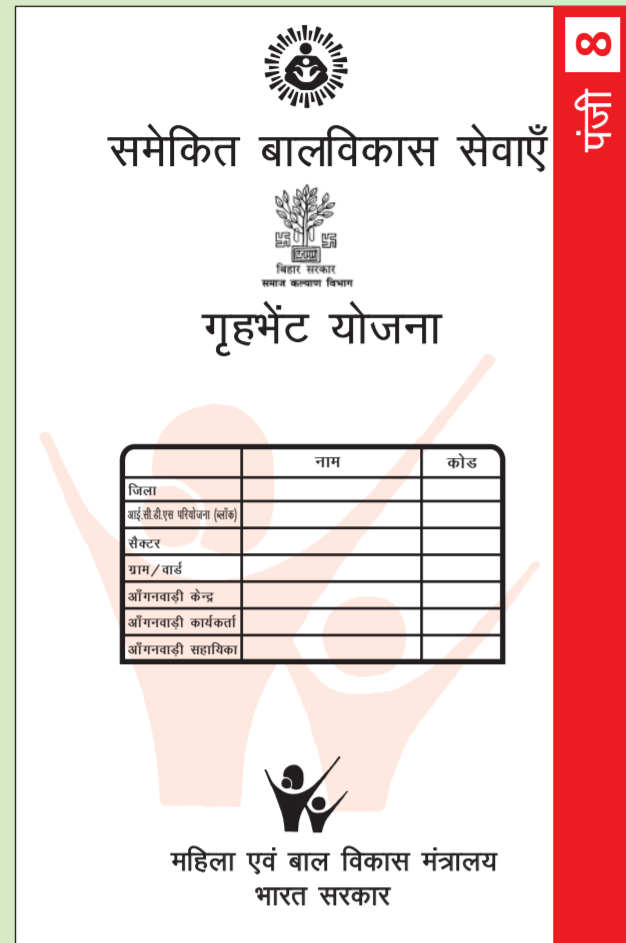 पंजी 8
समेकित बालविकास सेवाएँ
बिहार सरकार
समाज कल्याण विभाग
गृहभेंट योजना
नाम कोड
जिला
आई.सी.डी.एस परियोजना (ब्लॉक)
सैक्टर
ग्राम/वार्ड
आँगनवाड़ी केन्द्र
आँगनवाड़ी कार्यकर्ता
आँगनवाड़ी सहायिका
महिला एवं बाल विकास मंत्रालय
भारत सरकार